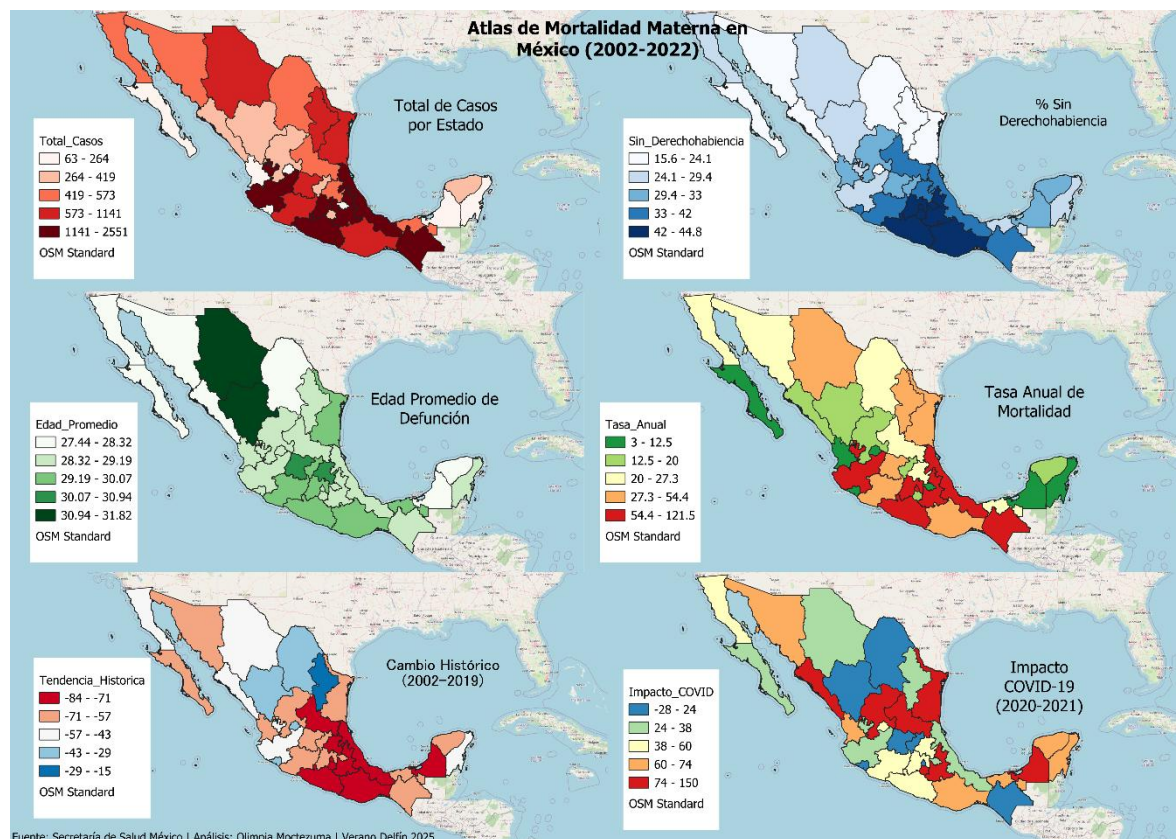 Atlas de Mortalidad Materna en
México (2002-2022)
Total de Casos
por Estado
Total_Casos
63 - 264
264 - 419
419 - 573
573 - 1141
1141 - 2551
OSM Standard
% Sin
Derechohabiencia
Sin_Derechohabiencia
15.6 - 24.1
24.1 - 29.4
29.4 - 33
33 - 42
42 - 44.8
OSM Standard
Edad Promedio de
Defunción
Edad_Promedio
27.44 - 28.32
28.32 - 29.19
29.19 - 30.07
30.07 - 30.94
30.94 - 31.82
OSM Standard
Tasa Anual de
Mortalidad
Tasa_Anual
3 - 12.5
12.5 - 20
20 - 27.3
27.3 - 54.4
54.4 - 121.5
OSM Standard
Cambio Histórico
(2002-2019)
Tendencia_Historica
-84 - -71
-71 - -57
-57 - -43
-43 - -29
-29 - -15
OSM Standard
Impacto
COVID-19
(2020-2021)
Impacto_COVID
-28 - 24
24 - 38
38 - 60
60 - 74
74 - 150
OSM Standard
Fuente: Secretaría de Salud México | Análisis: Olimpia Moctezuma | Verano Delfín 2025